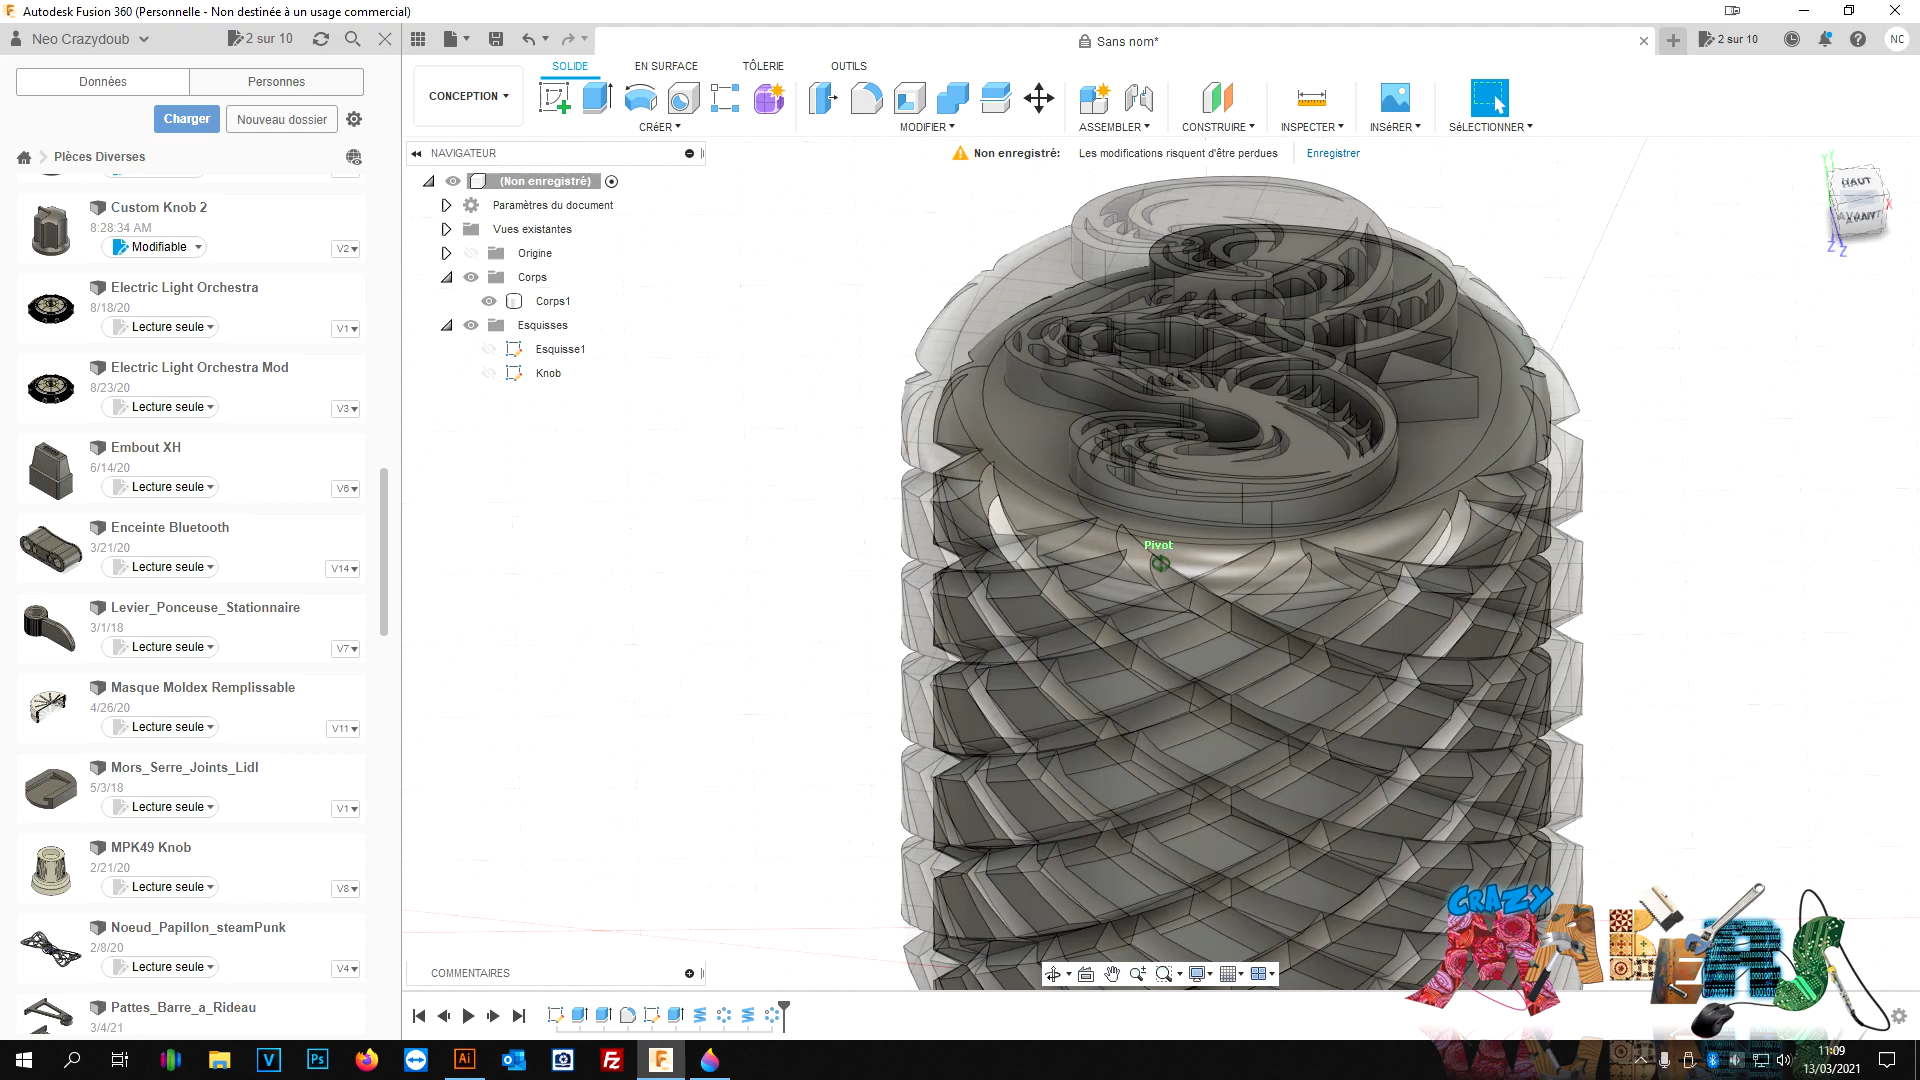 Autodesk Fusion 360 (Personnelle - Non destinée à un usage commercial)
Neo Crazydoub
2 sur 10
Sans nom*
2 sur 10
NC
Données
Personnes
Charger
Nouveau dossier
Plèces Diverses
CONCEPTION
SOLIDE
EN SURFACE
TÔLERIE
OUTILS
CRéER
MODIFIER
ASSEMBLER
CONSTRUIRE
INSPECTER
INSéRER
SéLECTIONNER
NAVIGATEUR
Non enregistré:
Les modifications risquent d'être perdues
Enregistrer
(Non enregistré)
Paramètres du document
Vues existantes
Origine
Corps
Corps1
Esquisses
Esquisse1
Knob
Custom Knob 2
8:28:34 AM
Modifiable
V2
Electric Light Orchestra
8/18/20
Lecture seule
V1
Electric Light Orchestra Mod
8/23/20
Lecture seule
V3
Embout XH
6/14/20
Lecture seule
V6
Enceinte Bluetooth
3/21/20
Lecture seule
V14
Levier_Ponceuse_Stationnaire
3/1/18
Lecture seule
V7
Masque Moldex Remplissable
4/26/20
Lecture seule
V11
Mors_Serre_Joints_Lidl
5/3/18
Lecture seule
V1
MPK49 Knob
2/21/20
Lecture seule
V8
Noeud_Papillon_steamPunk
2/8/20
Lecture seule
V4
Pattes_Barre_a_Rideau
3/4/21
HAUT
AVANT
Y
X
Z
Z
Pivot
COMMENTAIRES
CRAZY
MAKERS
11:09
13/03/2021